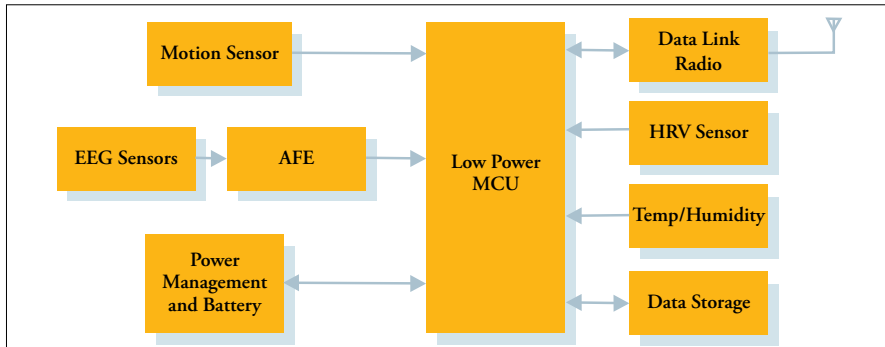 Motion Sensor
Data Link
Radio
HRV Sensor
EEG Sensors
AFE
Low Power
MCU
Temp/Humidity
Power
Management
and Battery
Data Storage